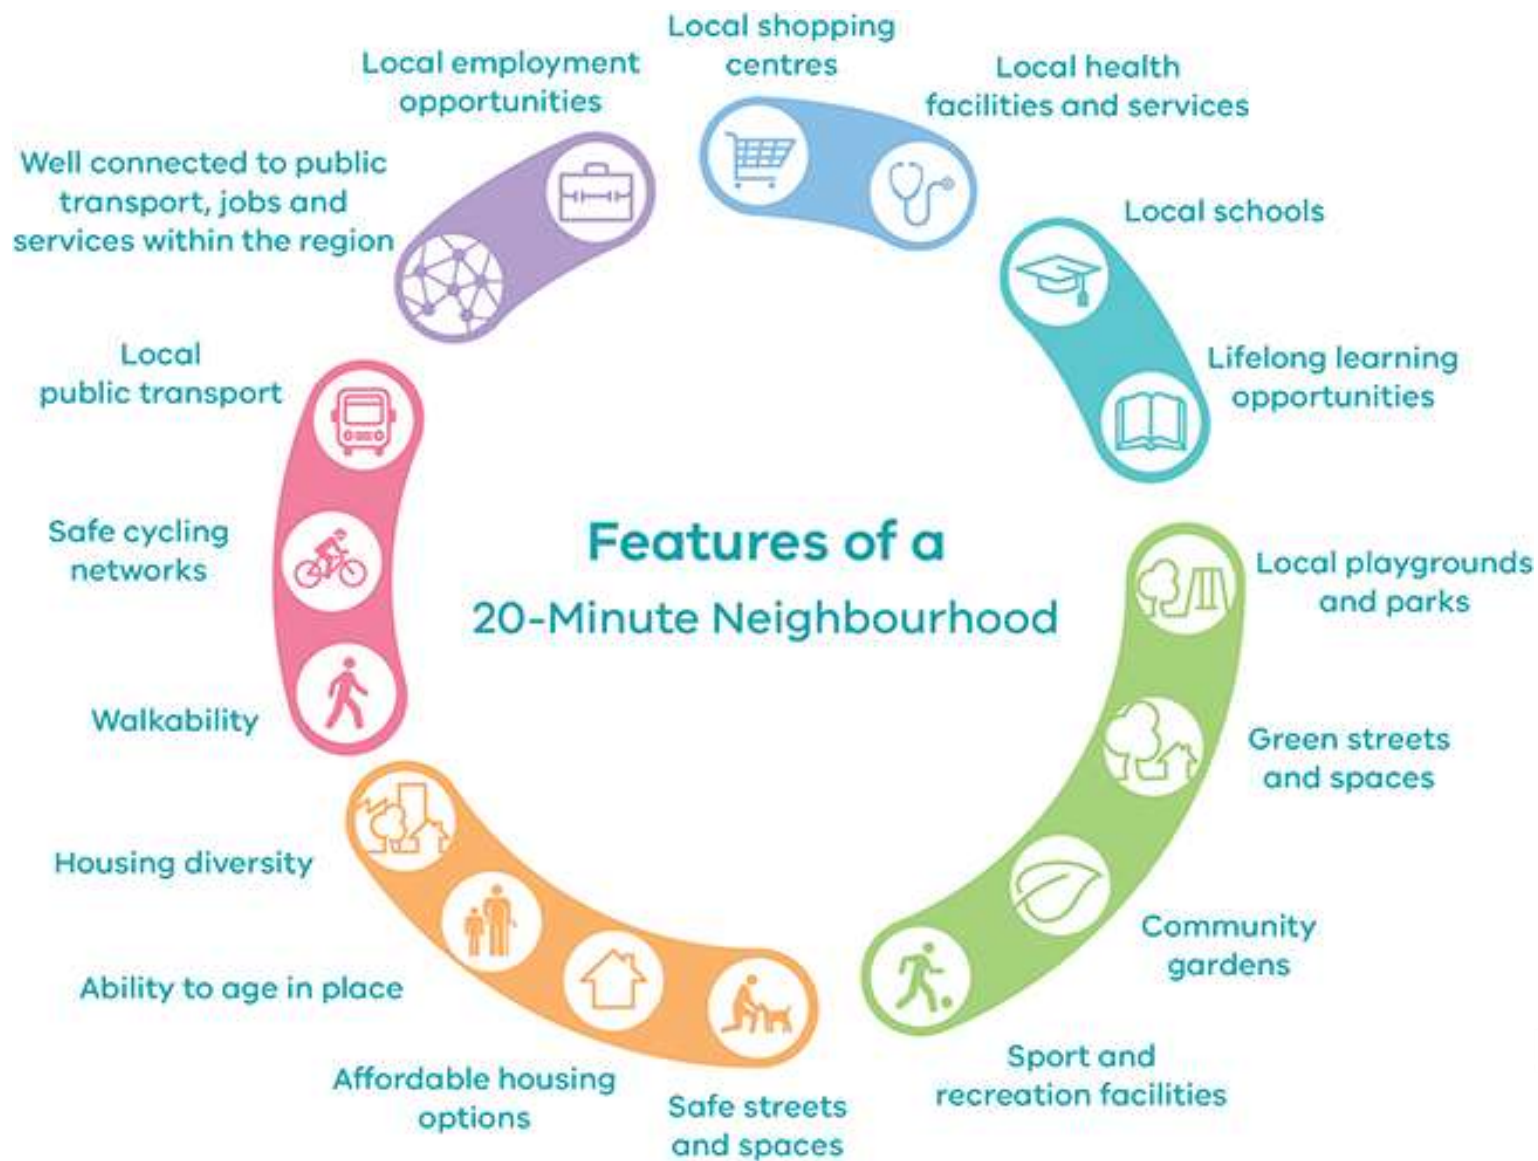 Local shopping
centres
Local health
facilities and services
Local schools
Lifelong learning
opportunities
Local playgrounds
and parks
Green streets
and spaces
Community
gardens
Sport and
recreation facilities
Safe streets
and spaces
Affordable housing
options
Ability to age in place
Housing diversity
Walkability
Safe cycling
networks
Local
public transport
Well connected to public
transport, jobs and
services within the region
Local employment
opportunities
Features of a
20-Minute Neighbourhood